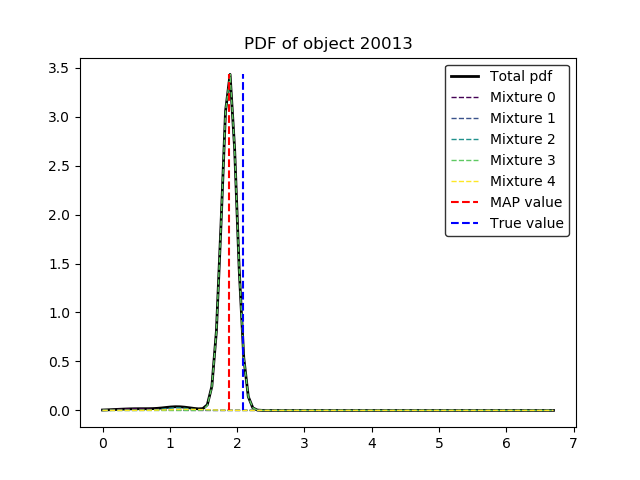 PDF of object 20013
3.5
3.0
2.5
2.0
1.5
1.0
0.5
0.0
0 1 2 3 4 5 6 7
Total pdf
Mixture 0
Mixture 1
Mixture 2
Mixture 3
Mixture 4
MAP value
True value